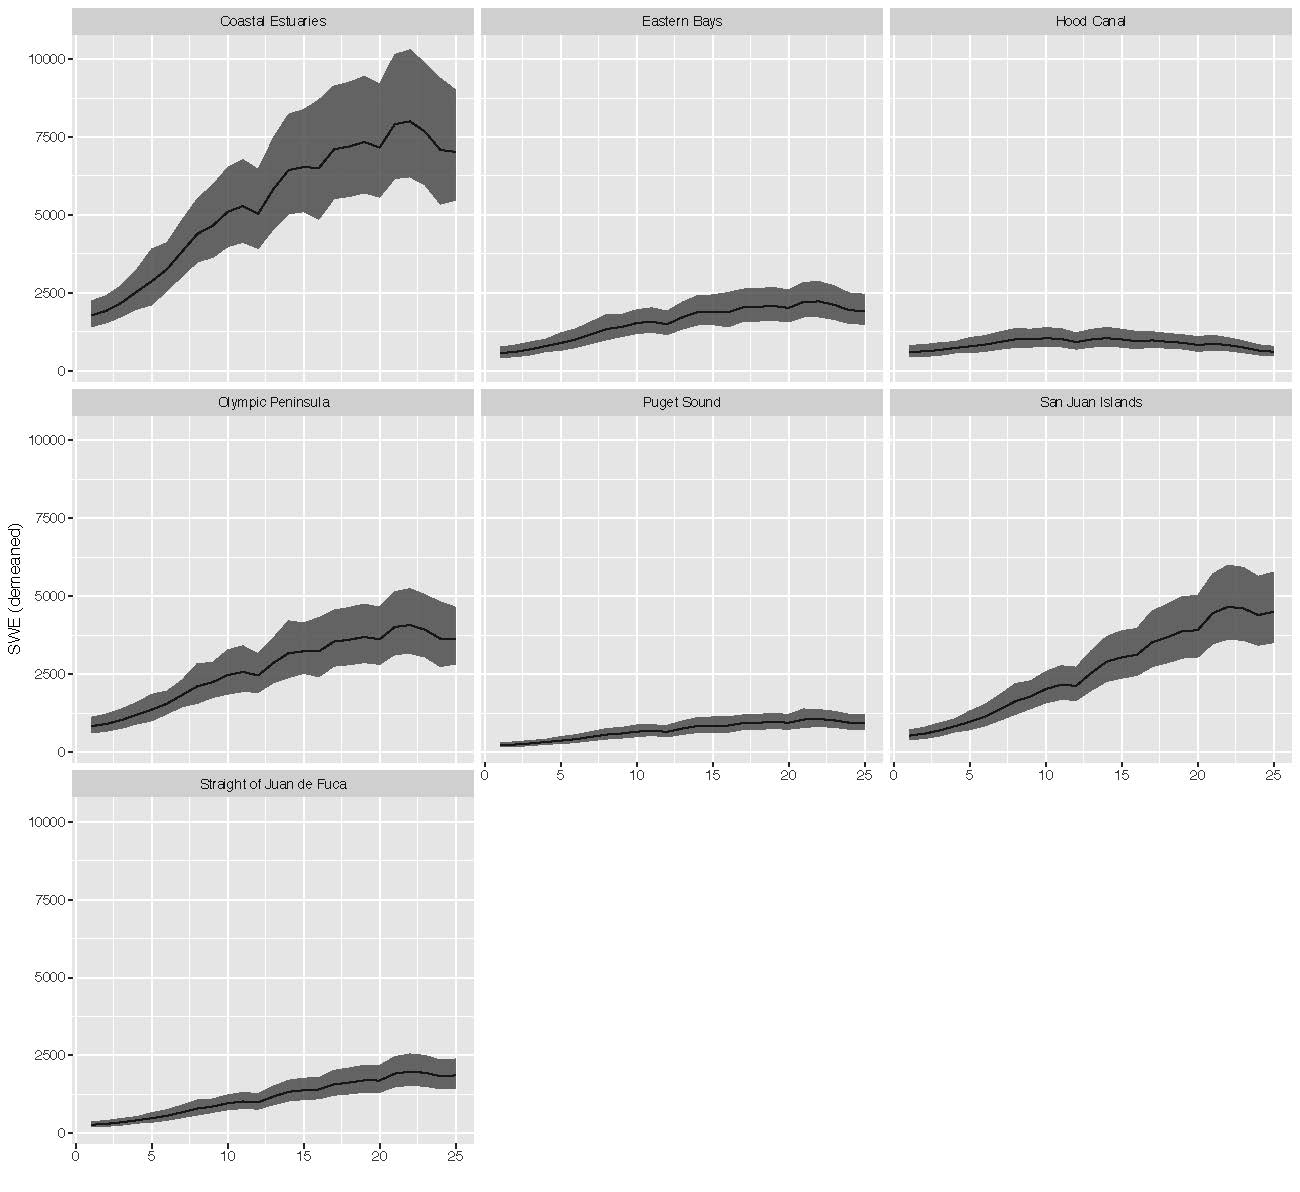 Coastal Estuaries Eastern Bays Hood Canal
10000
7500
5000
2500
0
Olympic Peninsula Puget Sound San Juan Islands
10000
7500
5000
2500
0
0 5 10 15 20 25 0 5 10 15 20 25
SWE (demeaned)
Straight of Juan de Fuca
10000
7500
5000
2500
0
0 5 10 15 20 25